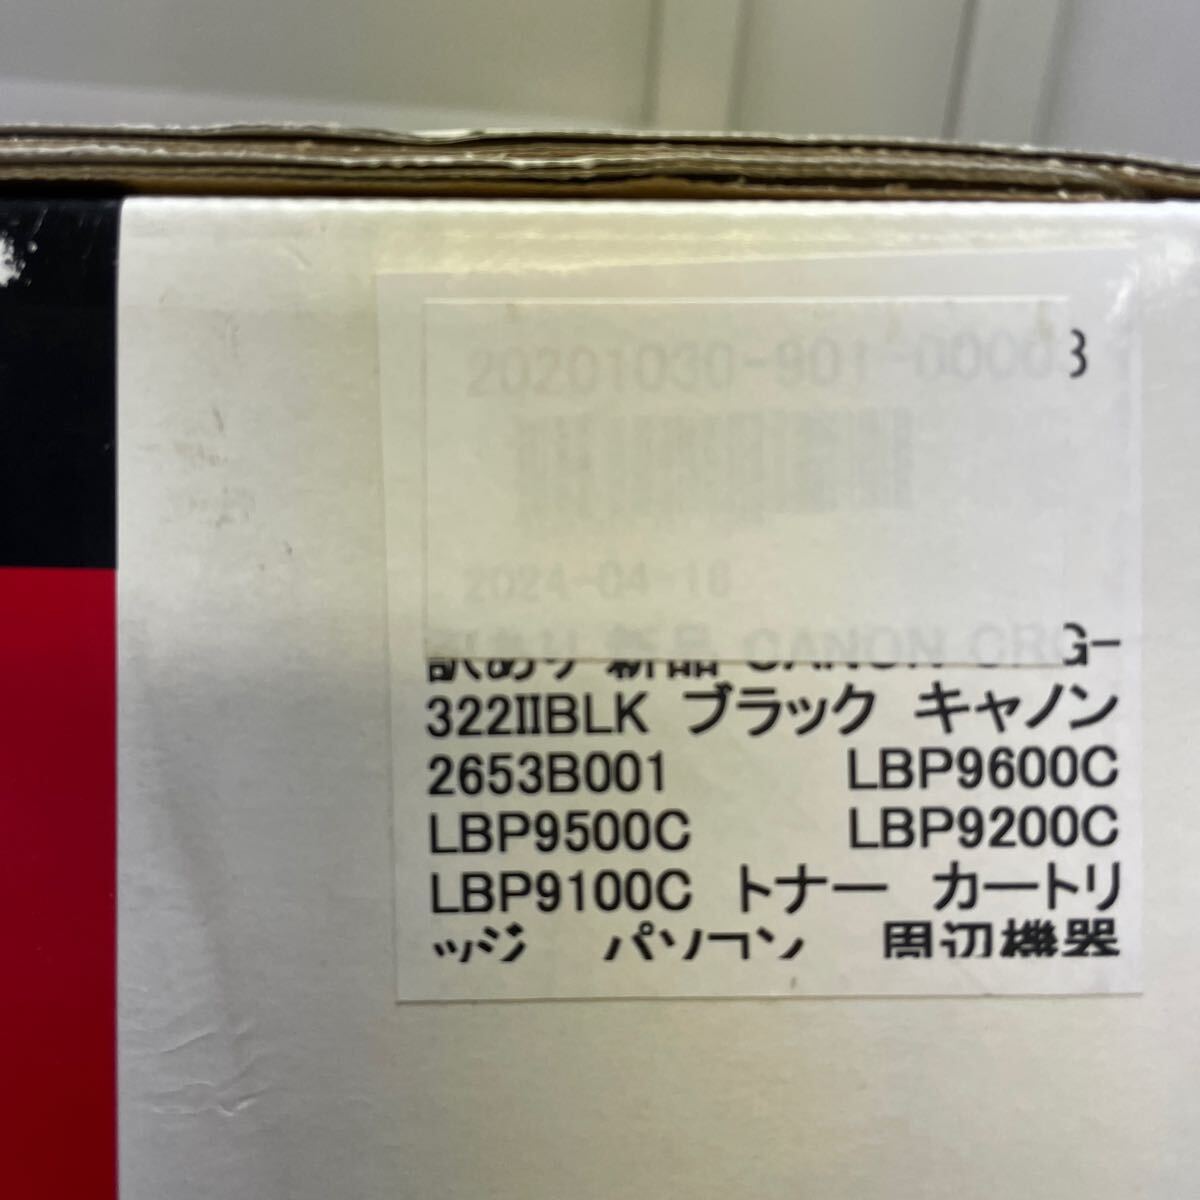 20201030-901-00003
2024-04-16
訳あり 新品 CANON CRG-
322IIBLK ブラック キャノン
2653B001 LBP9600C
LBP9500C LBP9200C
LBP9100C トナー カートリ
ッジ パソコン 周辺機器